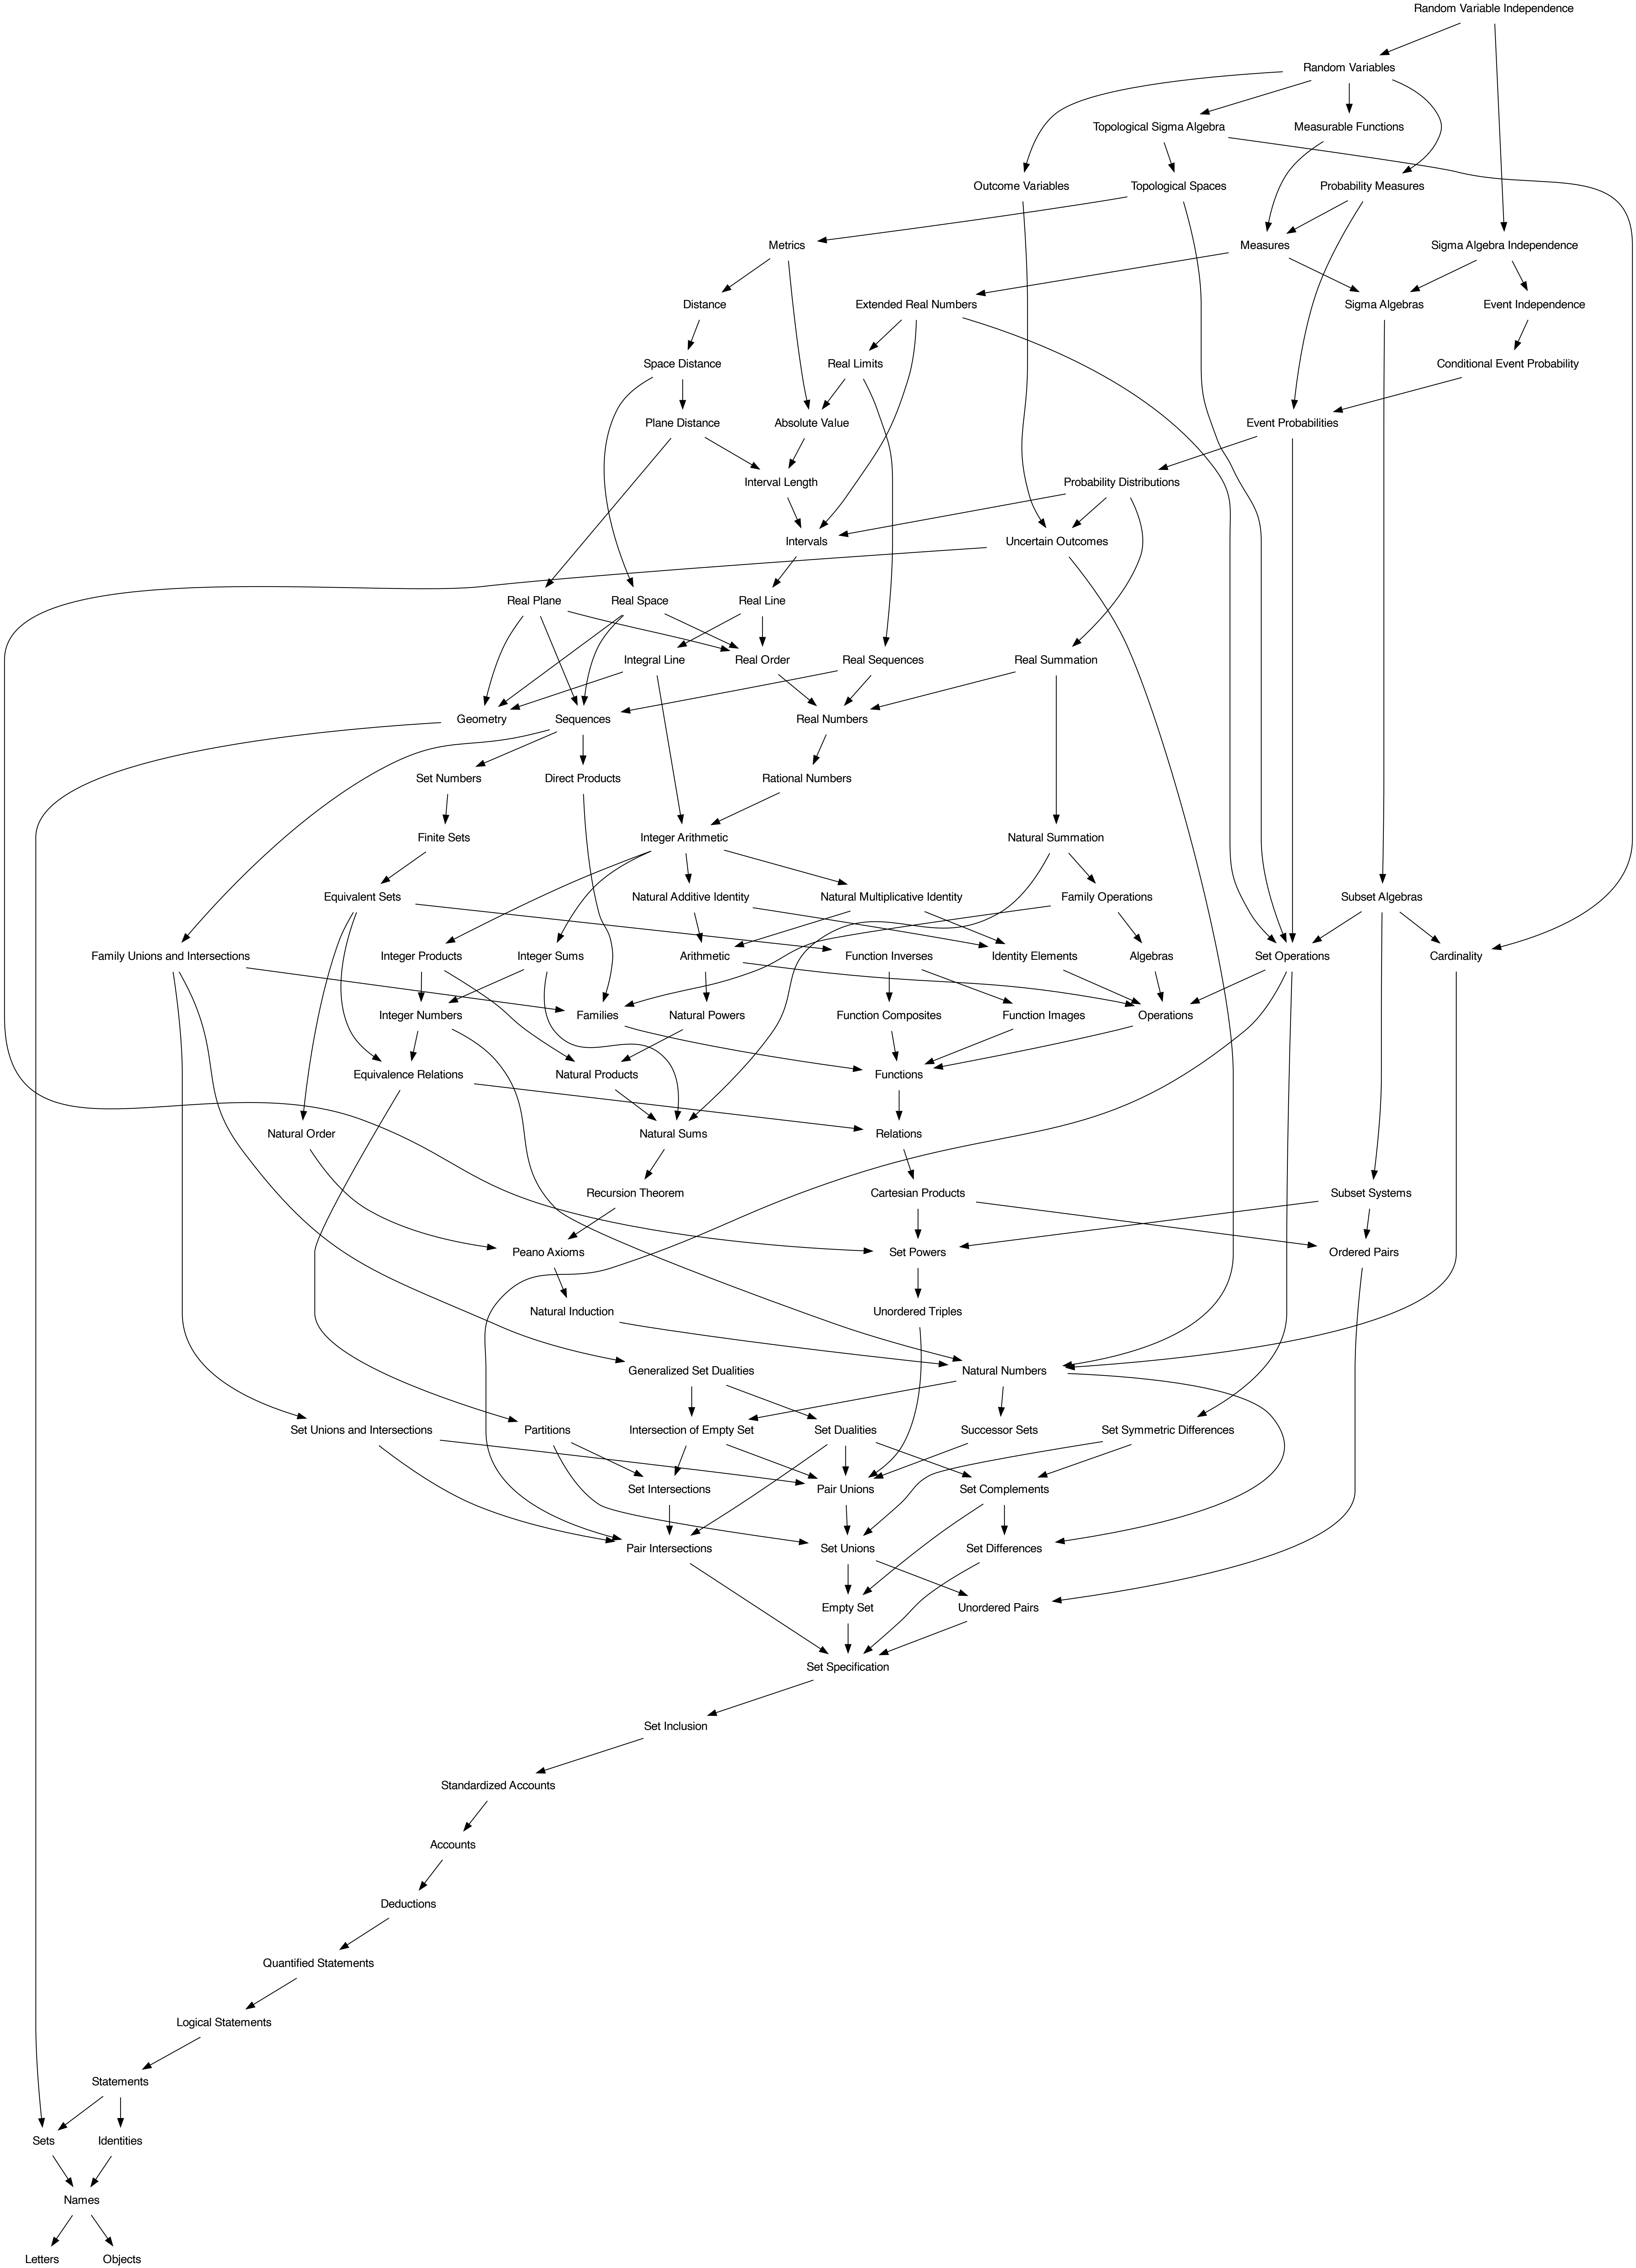 Random Variable Independence
Random Variables
Topological Sigma Algebra
Measurable Functions
Outcome Variables
Topological Spaces
Probability Measures
Metrics
Measures
Sigma Algebra Independence
Distance
Extended Real Numbers
Sigma Algebras
Event Independence
Space Distance
Real Limits
Conditional Event Probability
Plane Distance
Absolute Value
Event Probabilities
Interval Length
Probability Distributions
Intervals
Uncertain Outcomes
Real Plane
Real Space
Real Line
Integral Line
Real Order
Real Sequences
Real Summation
Geometry
Sequences
Real Numbers
Set Numbers
Direct Products
Rational Numbers
Finite Sets
Integer Arithmetic
Natural Summation
Equivalent Sets
Natural Additive Identity
Natural Multiplicative Identity
Family Operations
Subset Algebras
Family Unions and Intersections
Integer Products
Integer Sums
Arithmetic
Function Inverses
Identity Elements
Algebras
Set Operations
Cardinality
Integer Numbers
Families
Natural Powers
Function Composites
Function Images
Operations
Equivalence Relations
Natural Products
Functions
Natural Order
Natural Sums
Relations
Recursion Theorem
Cartesian Products
Subset Systems
Peano Axioms
Set Powers
Ordered Pairs
Natural Induction
Unordered Triples
Generalized Set Dualities
Natural Numbers
Set Unions and Intersections
Partitions
Intersection of Empty Set
Set Dualities
Successor Sets
Set Symmetric Differences
Set Intersections
Pair Unions
Set Complements
Pair Intersections
Set Unions
Set Differences
Empty Set
Unordered Pairs
Set Specification
Set Inclusion
Standardized Accounts
Accounts
Deductions
Quantified Statements
Logical Statements
Statements
Sets
Identities
Names
Letters
Objects